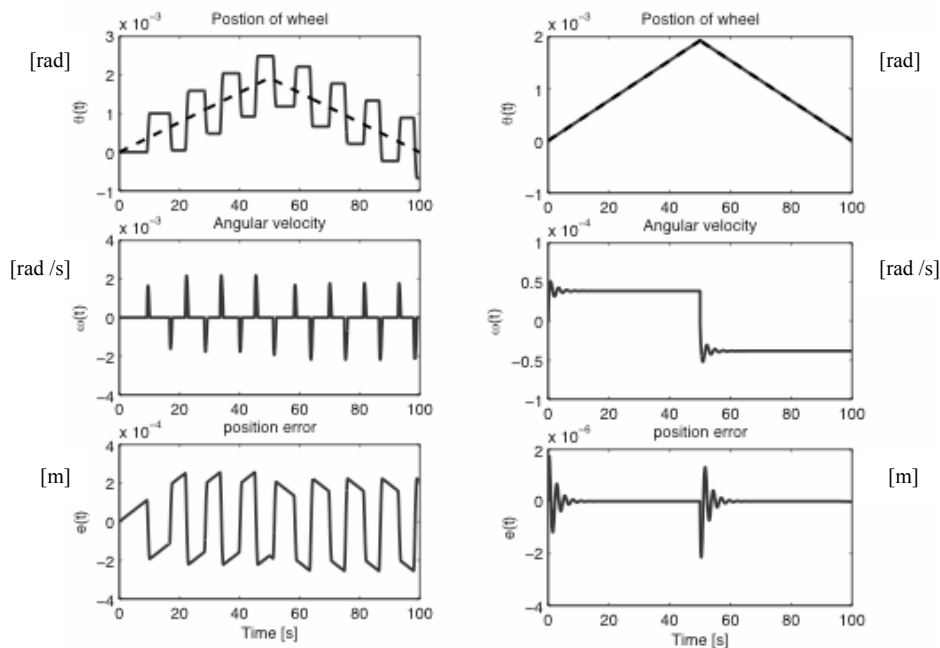 Postion of wheel
x 10⁻³
[rad]
θ(t)
3
2
1
0
−1
0 20 40 60 80 100
Angular velocity
x 10⁻³
[rad /s]
ω(t)
4
2
0
−2
−4
0 20 40 60 80 100
position error
x 10⁻⁴
[m]
e(t)
4
2
0
−2
−4
0 20 40 60 80 100
Time [s]
Postion of wheel
x 10⁻³
[rad]
θ(t)
2
1
0
−1
0 20 40 60 80 100
Angular velocity
x 10⁻⁴
[rad /s]
ω(t)
1
0.5
0
−0.5
−1
0 20 40 60 80 100
position error
x 10⁻⁶
[m]
e(t)
2
0
−2
−4
0 20 40 60 80 100
Time [s]